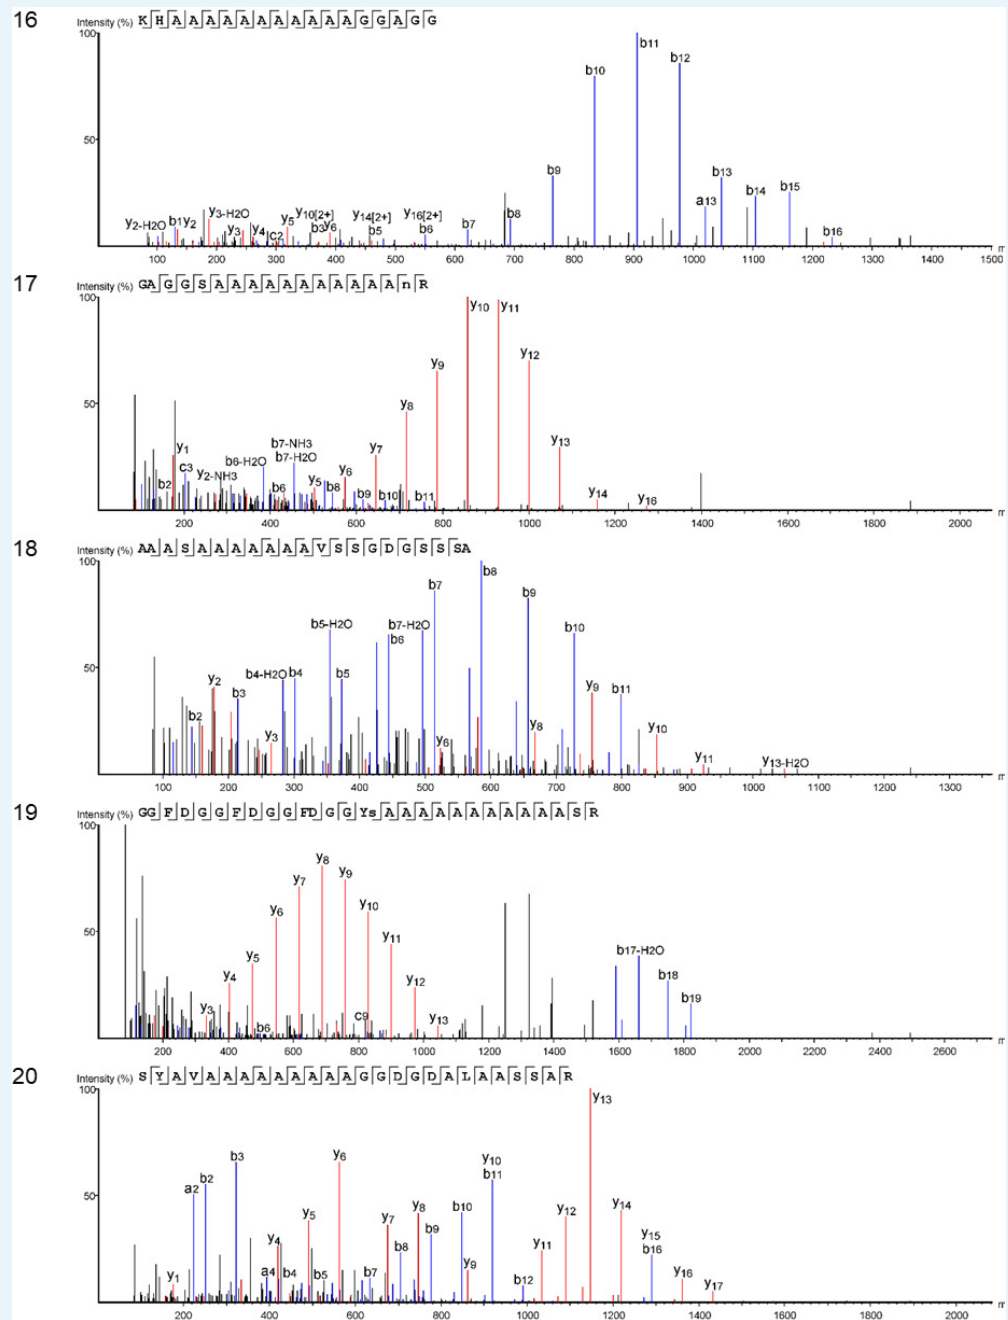 16
Intensity (%) K H A A A A A A A A A A A G G A G G
100
b11
b12
b10
50
b9
b13
a13 b14 b15
y2-H2O b1 y2 y3-H2O y3 y4 y5 c2 y10[2+] b3 y6 y14[2+] b5 y16[2+] b6 b7 b8 b16
100 200 300 400 500 600 700 800 900 1000 1100 1200 1300 1400 1500 m
17
Intensity (%) G A G G S A A A A A A A A A A A A n R
100
y10 y11
y12
y9
50
y8
b7-NH3
b6-H2O b7-H2O y7 y13
y1 c3 b2 y2-NH3 b6 y5 b8 y6 b9 b10 b11 y14 y16
200 400 600 800 1000 1200 1400 1600 1800 2000 m
18
Intensity (%) A A A S A A A A A A A V S S G D G S S S S A
100
b8
b7
b9
b5-H2O b7-H2O b6 b10
50
b4-H2O b4 b5 y9 b11
y2 b3
b2 y3 y6 y8 y10 y11 y13-H2O
100 200 300 400 500 600 700 800 900 1000 1100 1200 1300 m
19
Intensity (%) G G F D G G F D G G F D G G Y s A A A A A A A A A A A S R
100
y8
y7 y9
y6 y10
50
y11
y5 b17-H2O
y4 y12 b18
y3 b6 c9 y13 b19
200 400 600 800 1000 1200 1400 1600 1800 2000 2200 2400 2600 m
20
Intensity (%) S Y A V A A A A A A A A G G D G D A L A A S S A R
100
y13
b3 y6 y10
a2 b2 b11
50
y5 y7 y8 b10 y12 y14
y4 b9 y15
b8 y11 b16
y1 a4 b4 b5 b7 y9 b12 y16 y17
200 400 600 800 1000 1200 1400 1600 1800 2000 m